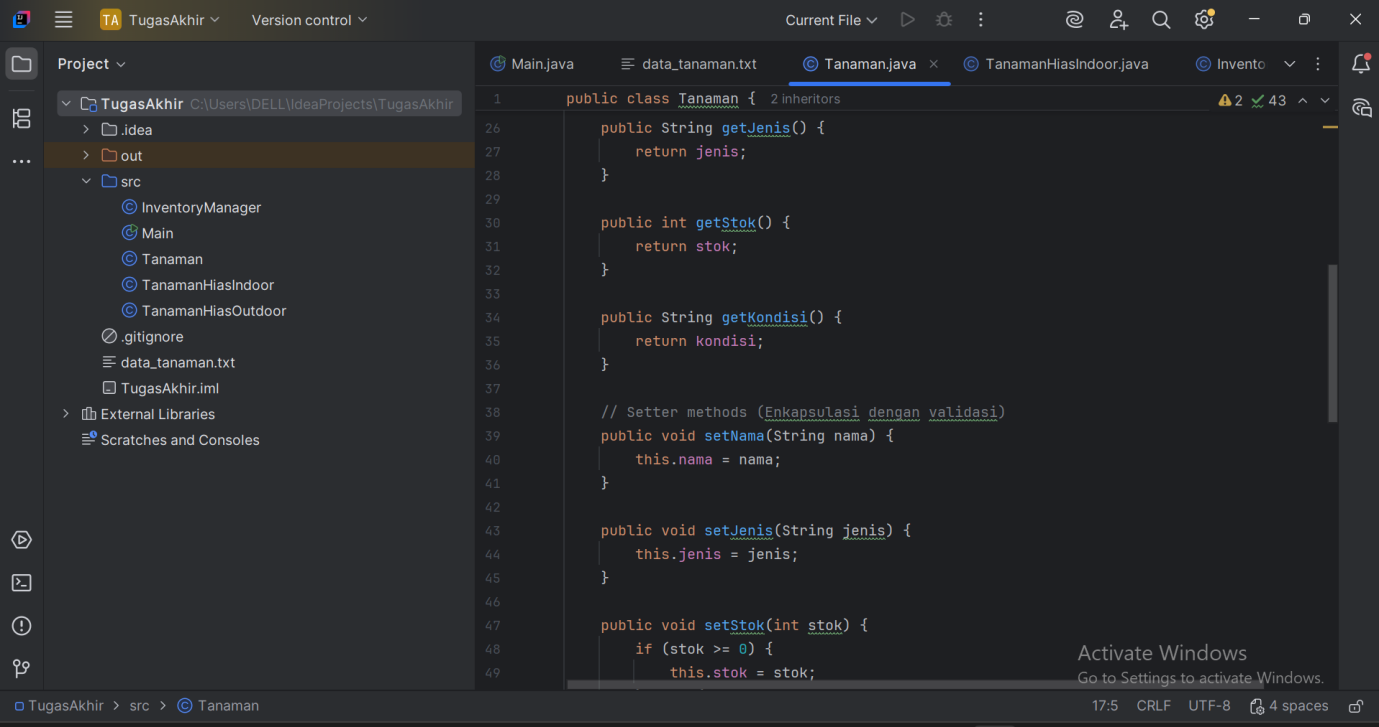 TA TugasAkhir Version control Current File
Project
Main.java data_tanaman.txt Tanaman.java TanamanHiasIndoor.java Invento
TugasAkhir C:\Users\DELL\IdeaProjects\TugasAkhir
.idea
out
src
InventoryManager
Main
Tanaman
TanamanHiasIndoor
TanamanHiasOutdoor
.gitignore
data_tanaman.txt
TugasAkhir.iml
External Libraries
Scratches and Consoles
1 public class Tanaman { 2 inheritors 2 43
26 public String getJenis() {
27 return jenis;
28 }
29
30 public int getStok() {
31 return stok;
32 }
33
34 public String getKondisi() {
35 return kondisi;
36 }
37
38 // Setter methods (Enkapsulasi dengan validasi)
39 public void setNama(String nama) {
40 this.nama = nama;
41 }
42
43 public void setJenis(String jenis) {
44 this.jenis = jenis;
45 }
46
47 public void setStok(int stok) {
48 if (stok >= 0) {
49 this.stok = stok;
Activate Windows
Go to Settings to activate Windows.
TugasAkhir > src > Tanaman 17:5 CRLF UTF-8 4 spaces